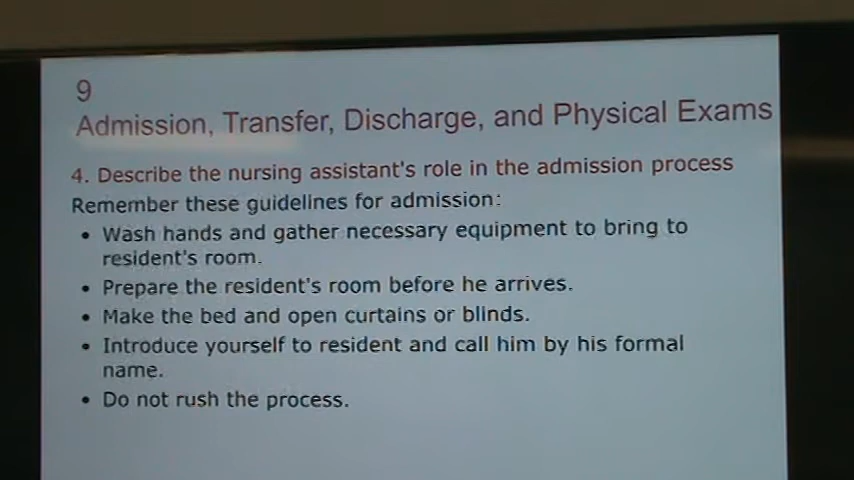 9
Admission, Transfer, Discharge, and Physical Exams
4. Describe the nursing assistant's role in the admission process
Remember these guidelines for admission:
• Wash hands and gather necessary equipment to bring to
resident's room.
• Prepare the resident's room before he arrives.
• Make the bed and open curtains or blinds.
• Introduce yourself to resident and call him by his formal
name.
• Do not rush the process.